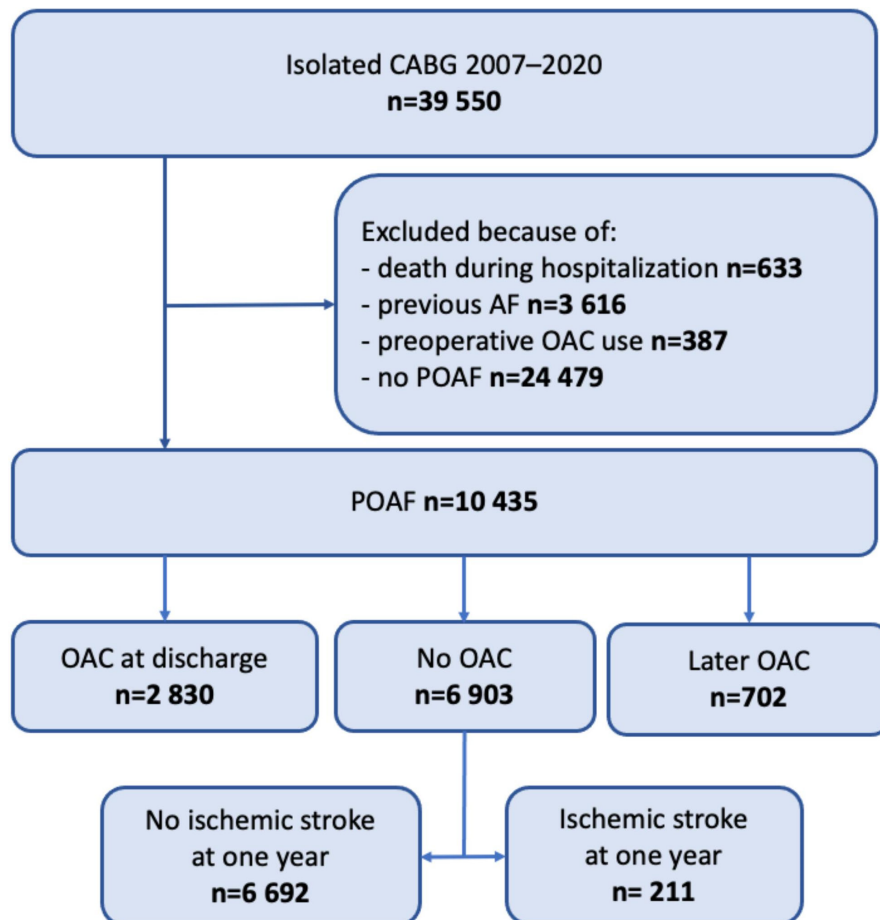 Isolated CABG 2007–2020
n=39 550
Excluded because of:
- death during hospitalization n=633
- previous AF n=3 616
- preoperative OAC use n=387
- no POAF n=24 479
POAF n=10 435
OAC at discharge
n=2 830
No OAC
n=6 903
Later OAC
n=702
No ischemic stroke
at one year
n=6 692
Ischemic stroke
at one year
n= 211